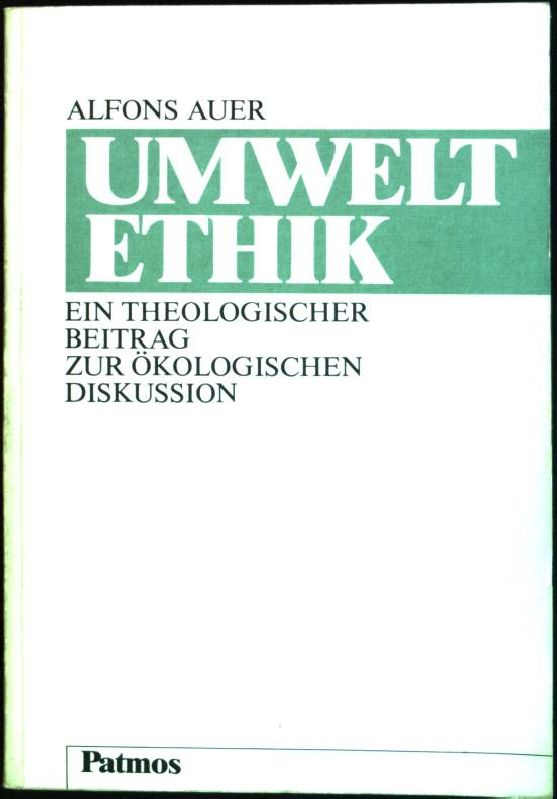 ALFONS AUER
UMWELT
ETHIK
EIN THEOLOGISCHER
BEITRAG
ZUR ÖKOLOGISCHEN
DISKUSSION
Patmos